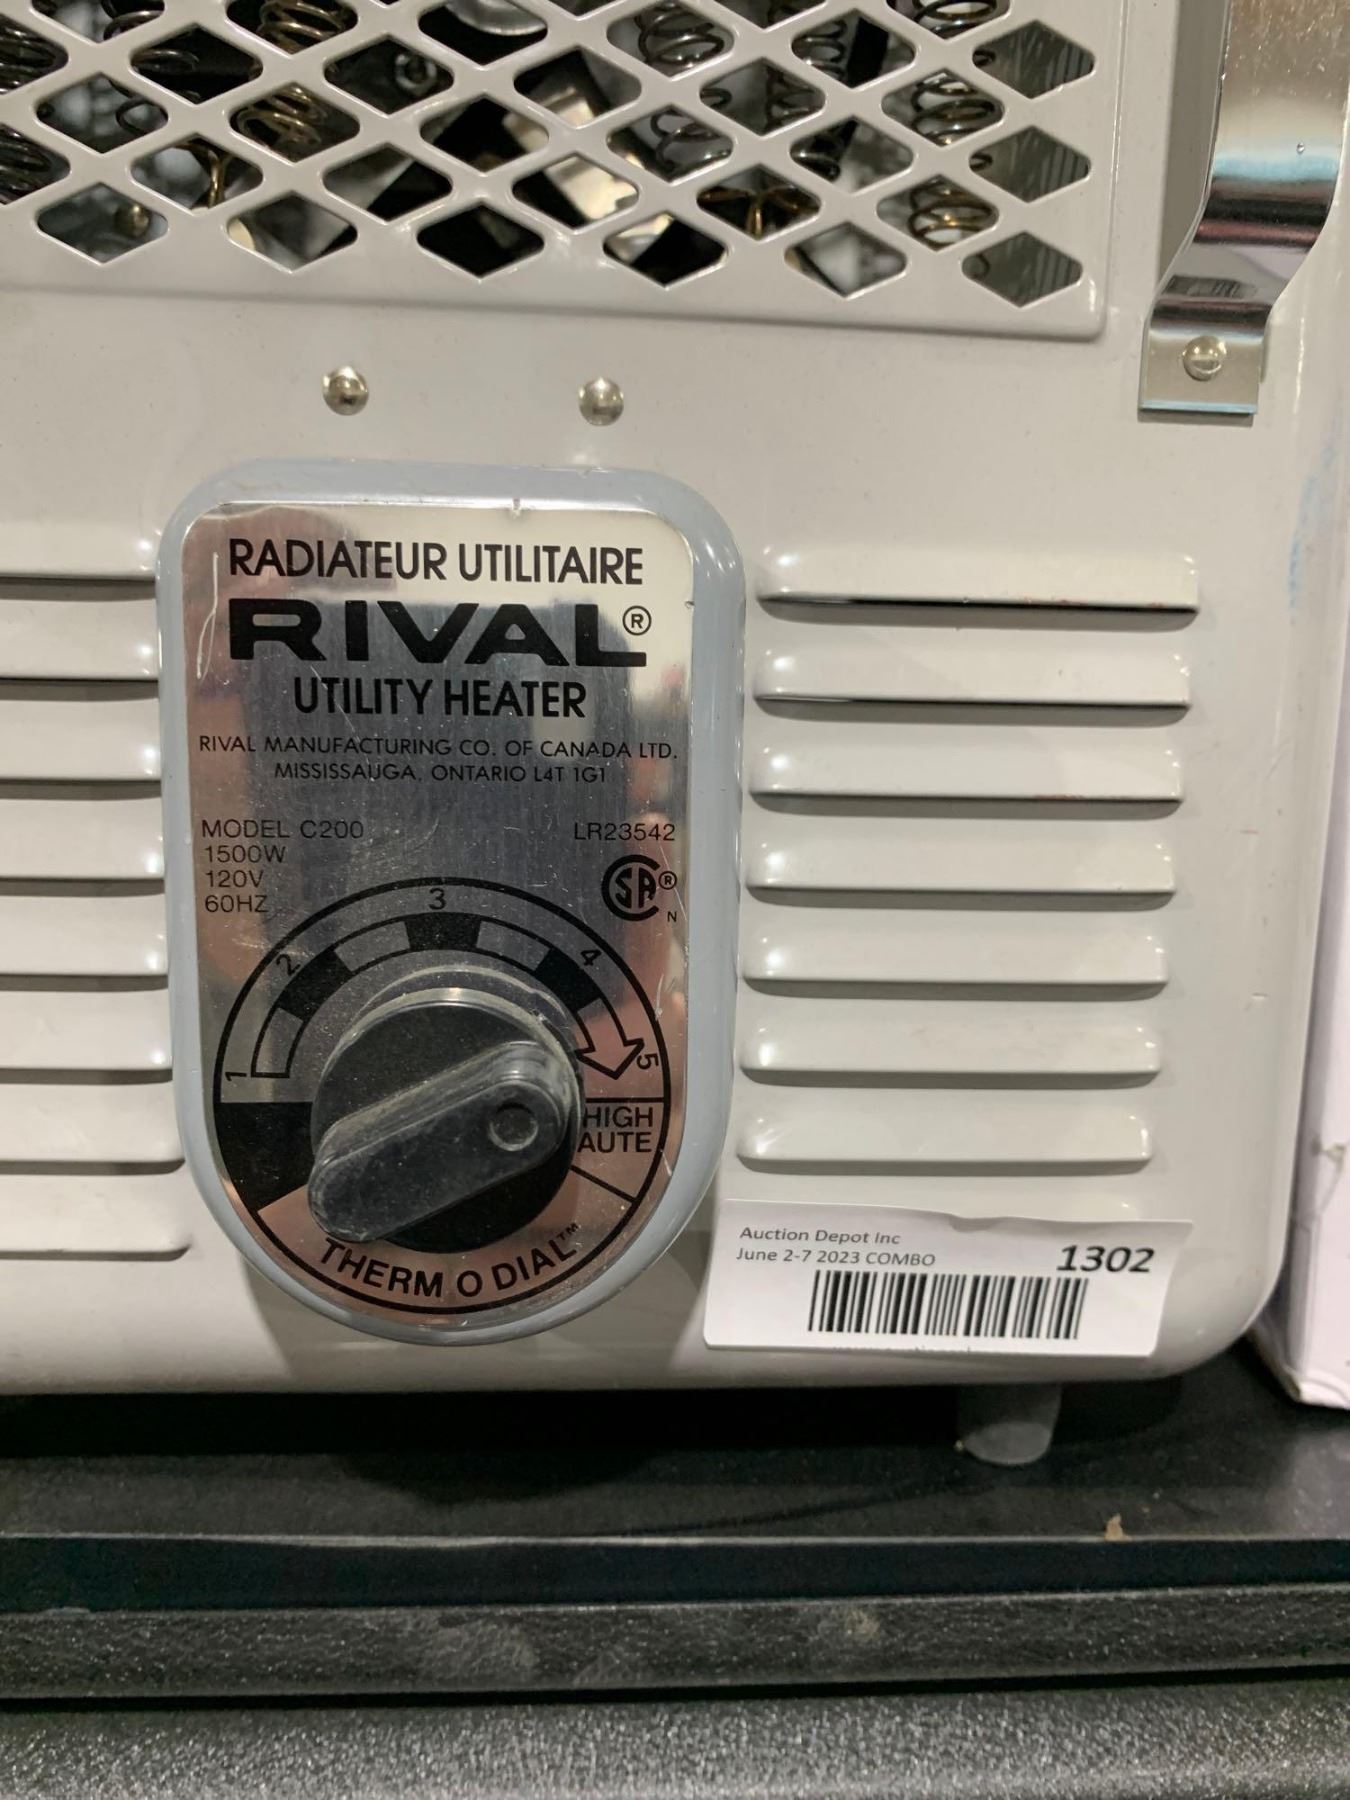 RADIATEUR UTILITAIRE
RIVAL®
UTILITY HEATER
RIVAL MANUFACTURING CO. OF CANADA LTD.
MISSISSAUGA, ONTARIO L4T 1G1
MODEL C200 LR23542
1500W
120V
60HZ
SA®
N
1 2 3 4 5
HIGH
AUTE
THERM O DIAL™
Auction Depot Inc
June 2-7 2023 COMBO
1302